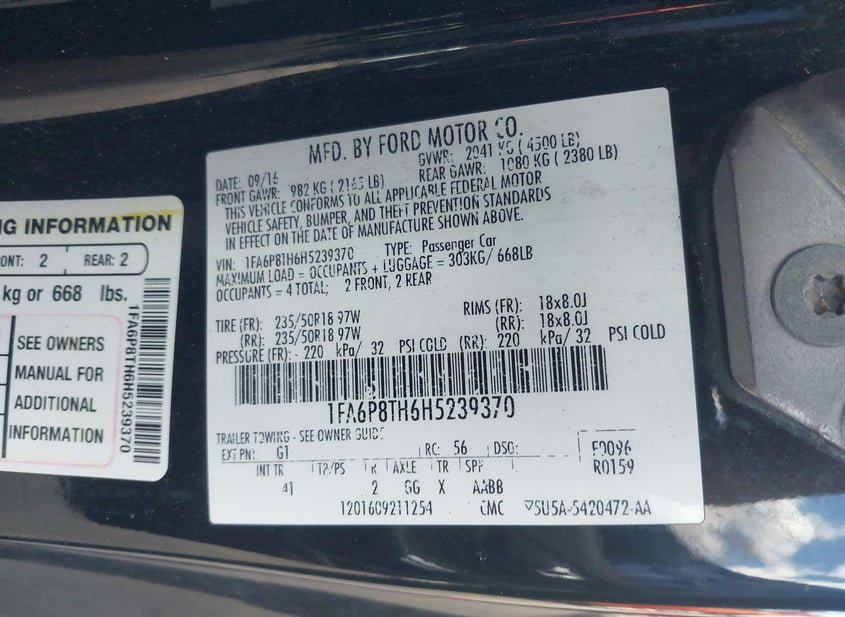 NG INFORMATION
ONT: 2 REAR: 2
kg or 668 lbs.
SEE OWNERS
MANUAL FOR
ADDITIONAL
INFORMATION
1FA6P8TH6H5239370
MFD. BY FORD MOTOR CO.
DATE: 09/16 GVWR: 2041 KG ( 4500 LB)
FRONT GAWR: 982 KG ( 2165 LB) REAR GAWR: 1080 KG ( 2380 LB)
THIS VEHICLE CONFORMS TO ALL APPLICABLE FEDERAL MOTOR
VEHICLE SAFETY, BUMPER, AND THEFT PREVENTION STANDARDS
IN EFFECT ON THE DATE OF MANUFACTURE SHOWN ABOVE.
VIN: 1FA6P8TH6H5239370 TYPE: Passenger Car
MAXIMUM LOAD = OCCUPANTS + LUGGAGE = 303KG/ 668LB
OCCUPANTS = 4 TOTAL; 2 FRONT, 2 REAR
TIRE (FR): 235/50R18 97W RIMS (FR): 18x8.0J
(RR): 235/50R18 97W (RR): 18x8.0J
PRESSURE (FR): 220 kPa/ 32 PSI COLD (RR): 220 kPa/ 32 PSI COLD
1FA6P8TH6H5239370
TRAILER TOWING - SEE OWNER GUIDE
EXT PNT: G1 RC: 56 DSO: F0096
INT TR TP/PS R AXLE TR SPR R0159
41 2 GG X AABB
1201609211254 CMC SU5A-5420472-AA